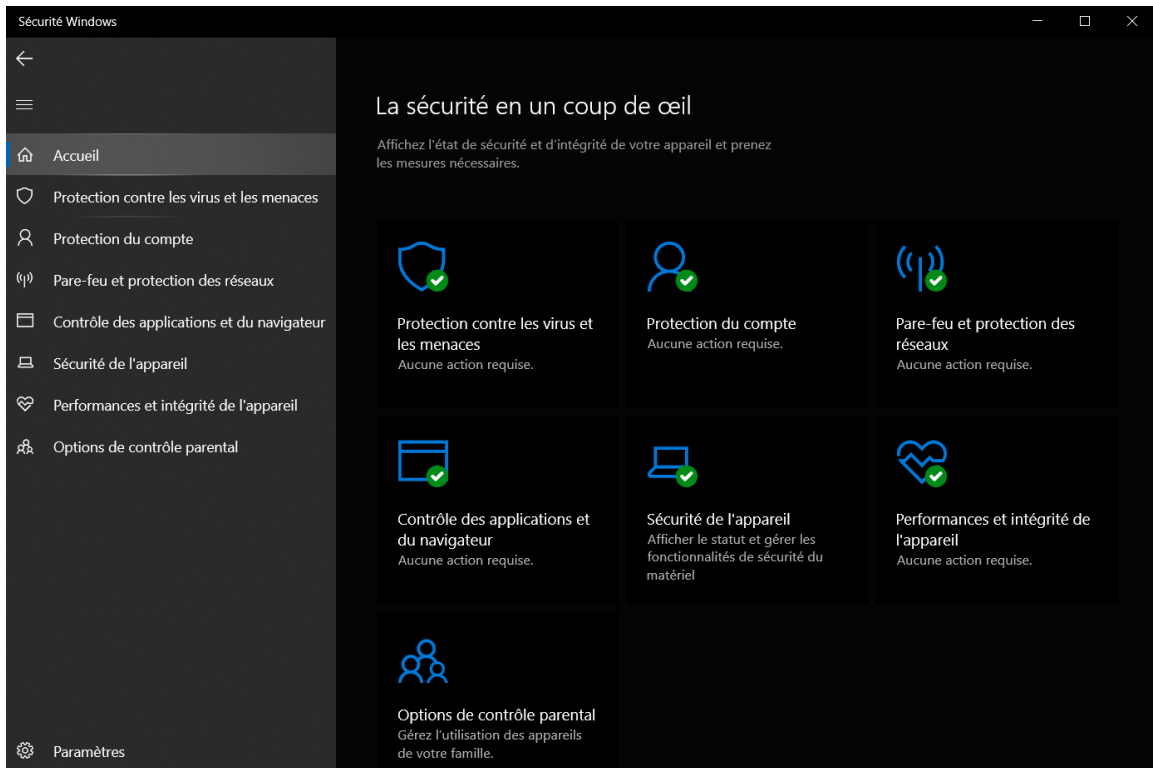 Sécurité Windows
Accueil
Protection contre les virus et les menaces
Protection du compte
Pare-feu et protection des réseaux
Contrôle des applications et du navigateur
Sécurité de l'appareil
Performances et intégrité de l'appareil
Options de contrôle parental
Paramètres
La sécurité en un coup de œil
Affichez l'état de sécurité et d'intégrité de votre appareil et prenez
les mesures nécessaires.
Protection contre les virus et
les menaces
Aucune action requise.
Protection du compte
Aucune action requise.
Pare-feu et protection des
réseaux
Aucune action requise.
Contrôle des applications et
du navigateur
Aucune action requise.
Sécurité de l'appareil
Afficher le statut et gérer les
fonctionnalités de sécurité du
matériel
Performances et intégrité de
l'appareil
Aucune action requise.
Options de contrôle parental
Gérez l'utilisation des appareils
de votre famille.